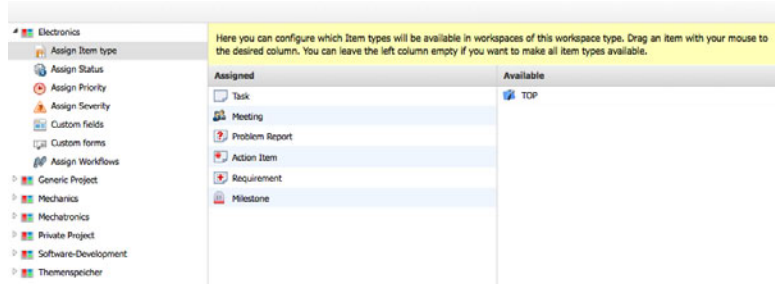 Electronics
Assign Item type
Assign Status
Assign Priority
Assign Severity
Custom fields
Custom forms
Assign Workflows
Generic Project
Mechanics
Mechatronics
Private Project
Software-Development
Themenspeicher
Here you can configure which Item types will be available in workspaces of this workspace type. Drag an item with your mouse to
the desired column. You can leave the left column empty if you want to make all item types available.
Assigned
Available
Task
TOP
Meeting
Problem Report
Action Item
Requirement
Milestone